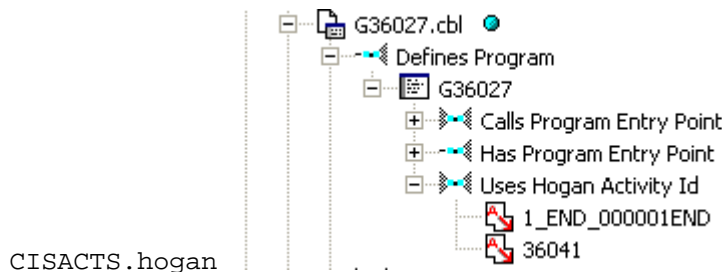 G36027.cbl
Defines Program
G36027
Calls Program Entry Point
Has Program Entry Point
Uses Hogan Activity Id
1_END_000001END
36041
CISACTS.hogan